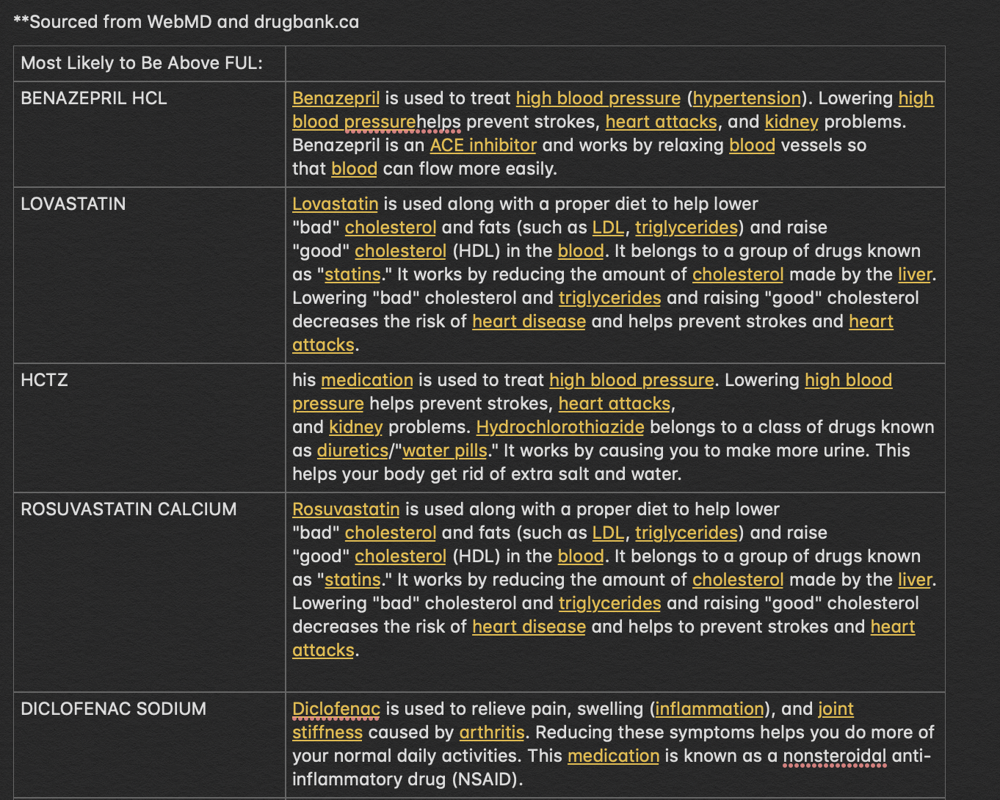 **Sourced from WebMD and drugbank.ca
Most Likely to Be Above FUL:
BENAZEPRIL HCL
Benazepril is used to treat high blood pressure (hypertension). Lowering high
blood pressurehelps prevent strokes, heart attacks, and kidney problems.
Benazepril is an ACE inhibitor and works by relaxing blood vessels so
that blood can flow more easily.
LOVASTATIN
Lovastatin is used along with a proper diet to help lower
"bad" cholesterol and fats (such as LDL, triglycerides) and raise
"good" cholesterol (HDL) in the blood. It belongs to a group of drugs known
as "statins." It works by reducing the amount of cholesterol made by the liver.
Lowering "bad" cholesterol and triglycerides and raising "good" cholesterol
decreases the risk of heart disease and helps prevent strokes and heart
attacks.
HCTZ
his medication is used to treat high blood pressure. Lowering high blood
pressure helps prevent strokes, heart attacks,
and kidney problems. Hydrochlorothiazide belongs to a class of drugs known
as diuretics/"water pills." It works by causing you to make more urine. This
helps your body get rid of extra salt and water.
ROSUVASTATIN CALCIUM
Rosuvastatin is used along with a proper diet to help lower
"bad" cholesterol and fats (such as LDL, triglycerides) and raise
"good" cholesterol (HDL) in the blood. It belongs to a group of drugs known
as "statins." It works by reducing the amount of cholesterol made by the liver.
Lowering "bad" cholesterol and triglycerides and raising "good" cholesterol
decreases the risk of heart disease and helps to prevent strokes and heart
attacks.
DICLOFENAC SODIUM
Diclofenac is used to relieve pain, swelling (inflammation), and joint
stiffness caused by arthritis. Reducing these symptoms helps you do more of
your normal daily activities. This medication is known as a nonsteroidal anti-
inflammatory drug (NSAID).